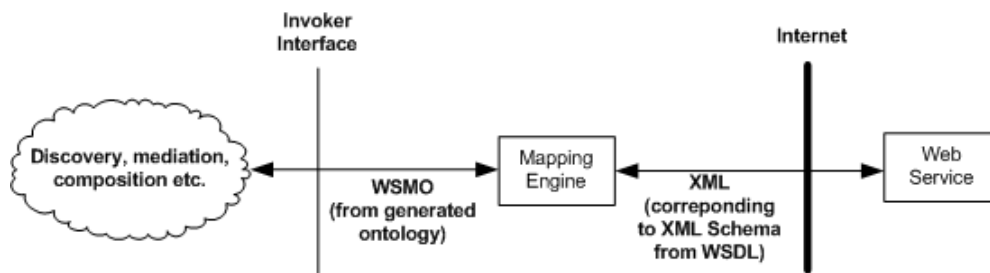 Invoker
Interface
Internet
Discovery, mediation,
composition etc.
Mapping
Engine
Web
Service
WSMO
(from generated
ontology)
XML
(correponding
to XML Schema
from WSDL)